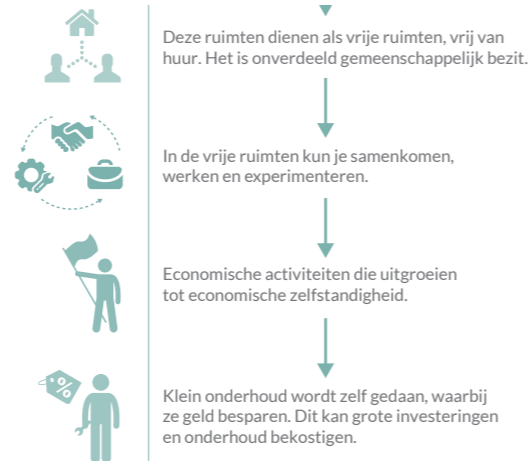 Deze ruimten dienen als vrije ruimten, vrij van
huur. Het is onverdeeld gemeenschappelijk bezit.
In de vrije ruimten kun je samenkomen,
werken en experimenteren.
Economische activiteiten die uitgroeien
tot economische zelfstandigheid.
%
Klein onderhoud wordt zelf gedaan, waarbij
ze geld besparen. Dit kan grote investeringen
en onderhoud bekostigen.